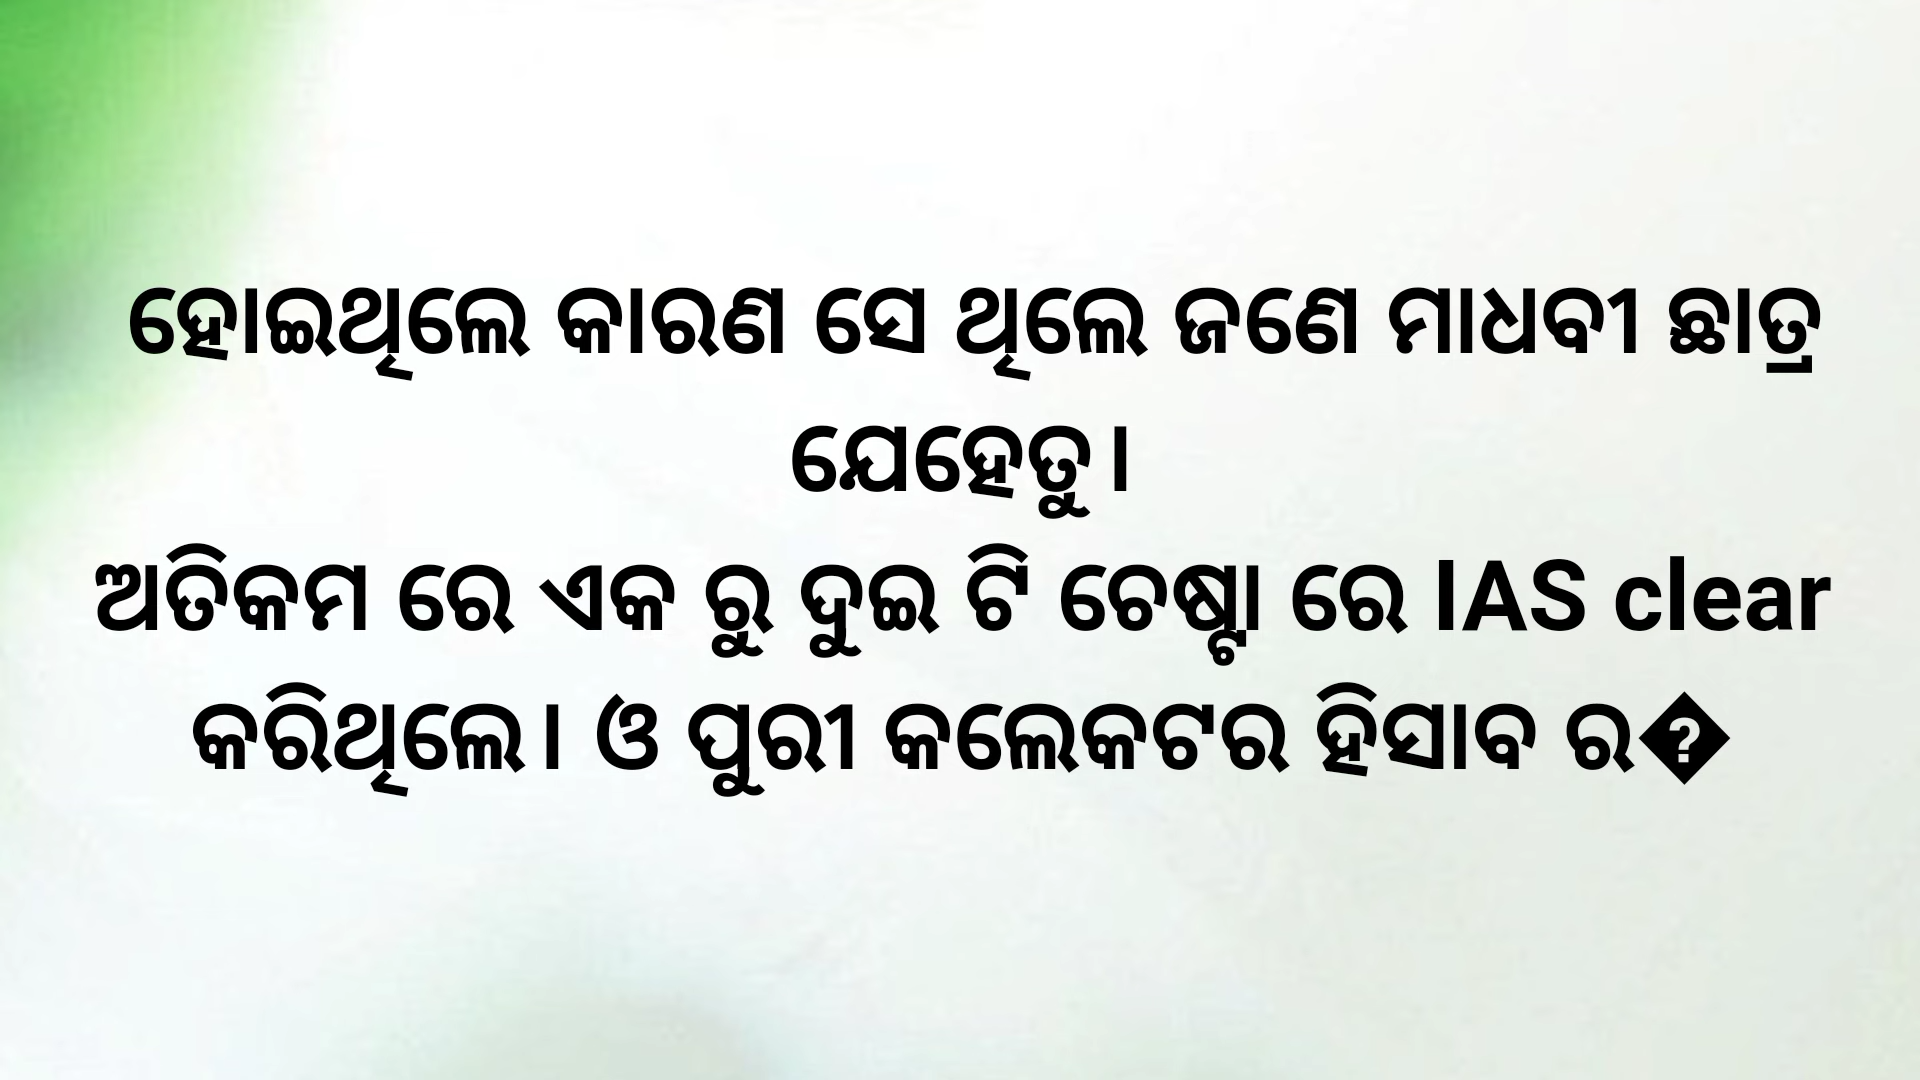 ହୋଇଥିଲେ କାରଣ ସେ ଥିଲେ ଜଣେ ମାଧବୀ ଛାତ୍ର
ଯେହେତୁ।
ଅତିକମ ରେ ଏକ ରୁ ଦୁଇ ଟି ଚେଷ୍ଟା ରେ IAS clear
କରିଥିଲେ। ଓ ପୁରୀ କଲେକଟର ହିସାବ ର�